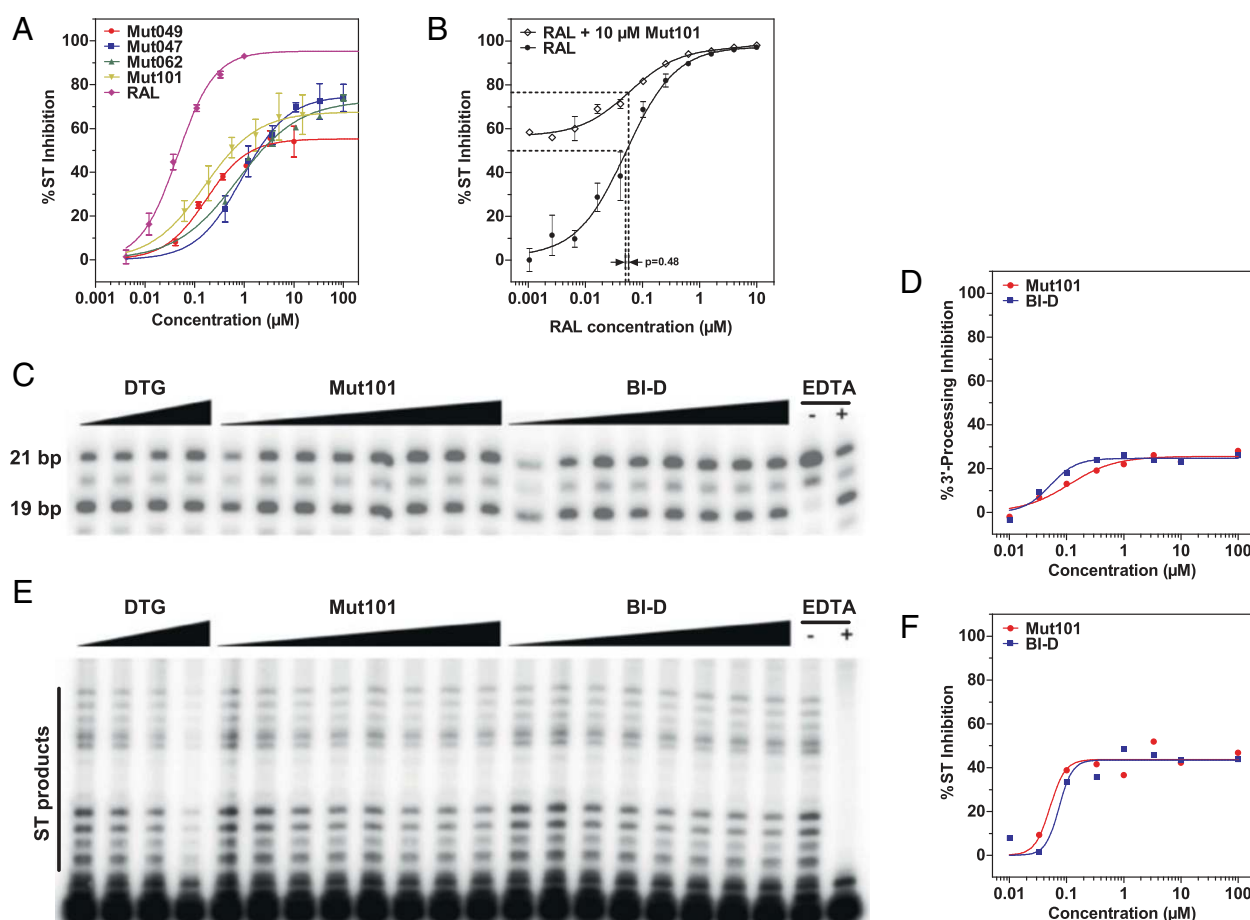 A
Mut049
Mut047
Mut062
Mut101
RAL
%ST Inhibition
100
80
60
40
20
0
0.001
0.01
0.1
1
10
100
Concentration (µM)
B
RAL + 10 µM Mut101
RAL
%ST Inhibition
100
80
60
40
20
0
p=0.48
0.001
0.01
0.1
1
10
RAL concentration (µM)
C
DTG
Mut101
BI-D
EDTA
- +
21 bp
19 bp
D
Mut101
BI-D
%3'-Processing Inhibition
100
80
60
40
20
0
0.01
0.1
1
10
100
Concentration (µM)
E
DTG
Mut101
BI-D
EDTA
- +
ST products
F
Mut101
BI-D
%ST Inhibition
100
80
60
40
20
0
0.01
0.1
1
10
100
Concentration (µM)